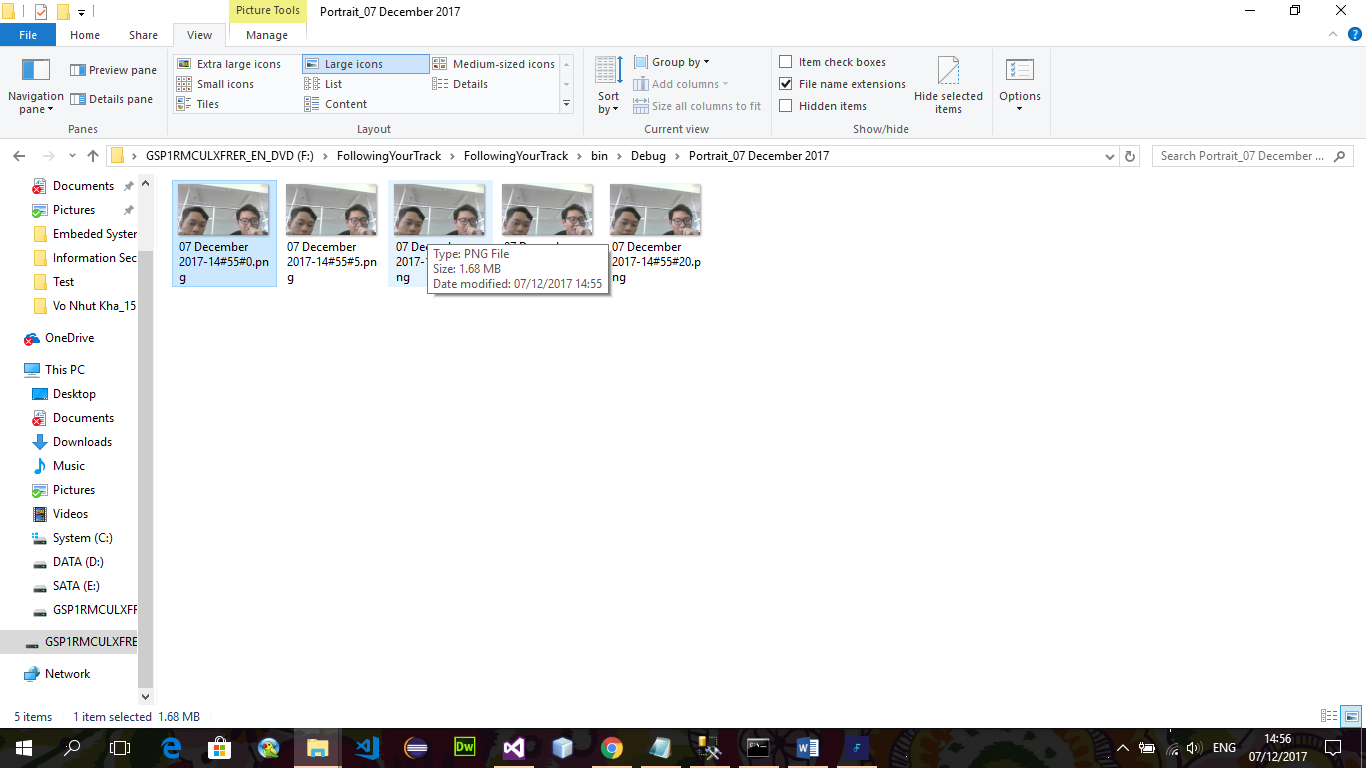 Picture Tools
Portrait_07 December 2017
File
Home
Share
View
Manage
Navigation pane
Preview pane
Details pane
Panes
Extra large icons
Large icons
Medium-sized icons
Small icons
List
Details
Tiles
Content
Layout
Sort by
Group by
Add columns
Size all columns to fit
Current view
Item check boxes
File name extensions
Hidden items
Hide selected items
Show/hide
Options
GSP1RMCULXFRER_EN_DVD (F:)
FollowingYourTrack
FollowingYourTrack
bin
Debug
Portrait_07 December 2017
Search Portrait_07 December ...
Documents
Pictures
Embeded Syster
Information Sec
Test
Vo Nhut Kha_15
OneDrive
This PC
Desktop
Documents
Downloads
Music
Pictures
Videos
System (C:)
DATA (D:)
SATA (E:)
GSP1RMCULXFF
GSP1RMCULXFRE
Network
07 December
2017-14#55#0.pn
g
07 December
2017-14#55#5.pn
g
07
2017-1
ng
07 December
2017-14#55#20.p
ng
Type: PNG File
Size: 1.68 MB
Date modified: 07/12/2017 14:55
5 items
1 item selected 1.68 MB
Dw
ENG
14:56
07/12/2017